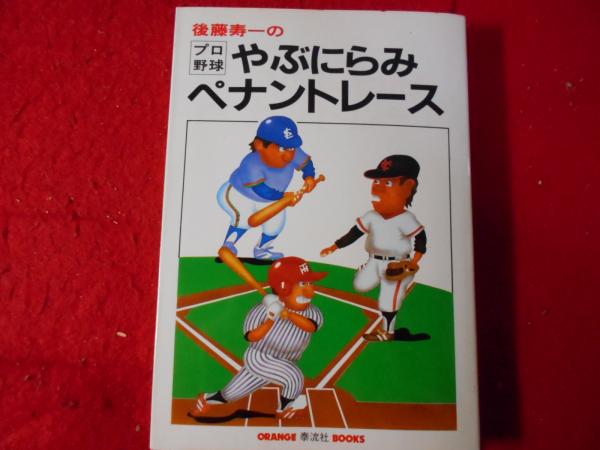 後藤寿一の
プロ
野球
やぶにらみ
ペナントレース
ORANGE 泰流社 BOOKS